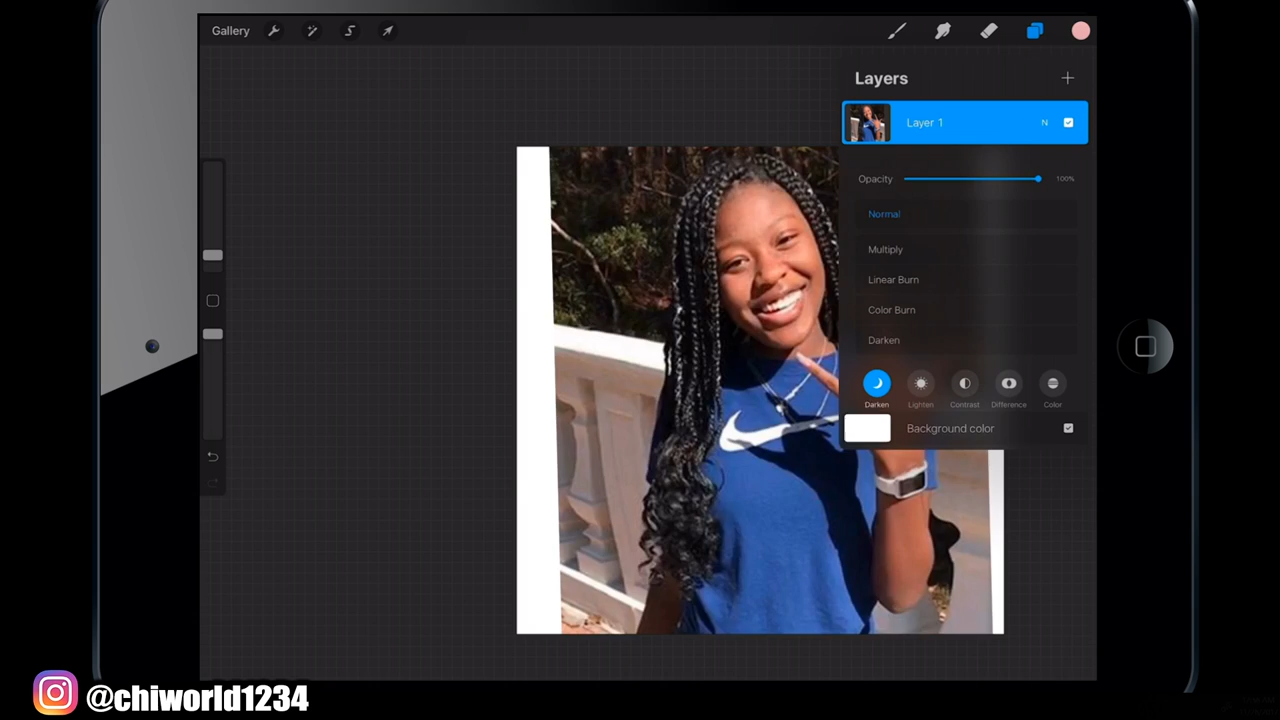 Gallery
Layers
Layer 1 N
Opacity 100%
Normal
Multiply
Linear Burn
Color Burn
Darken
Darken Lighten Contrast Difference Color
Background color
@chiworld1234